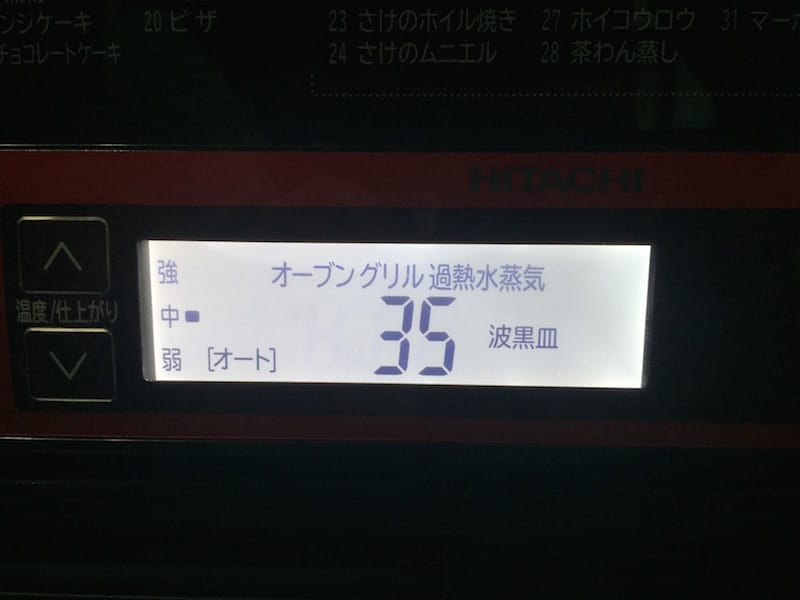 ンジケーキ 20 ピザ 23 さけのホイル焼き 27 ホイコウロウ 31 マーボ
チョコレートケーキ 24 さけのムニエル 28 茶わん蒸し
HITACHI
温度/仕上がり
強 オーブン グリル 過熱水蒸気
中 35 波黒皿
弱 [オート]